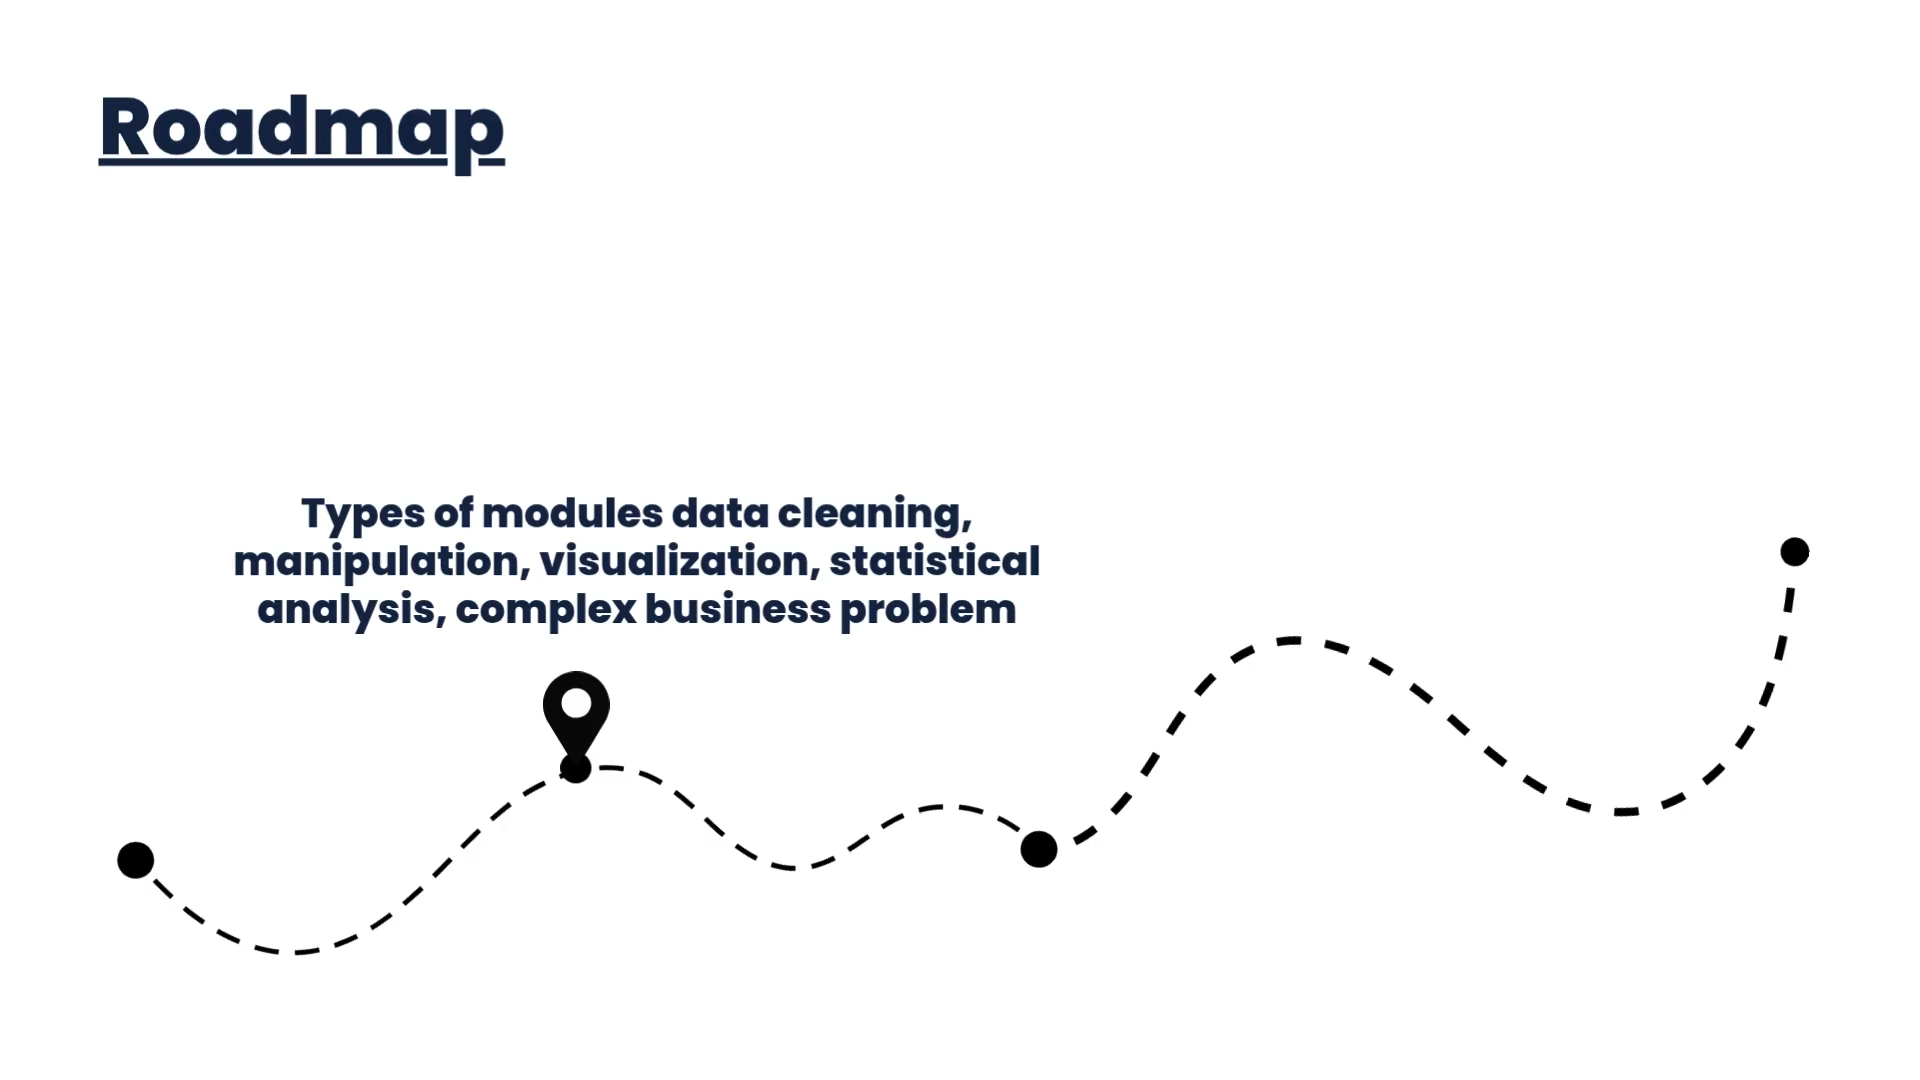 Roadmap
Types of modules data cleaning,
manipulation, visualization, statistical
analysis, complex business problem